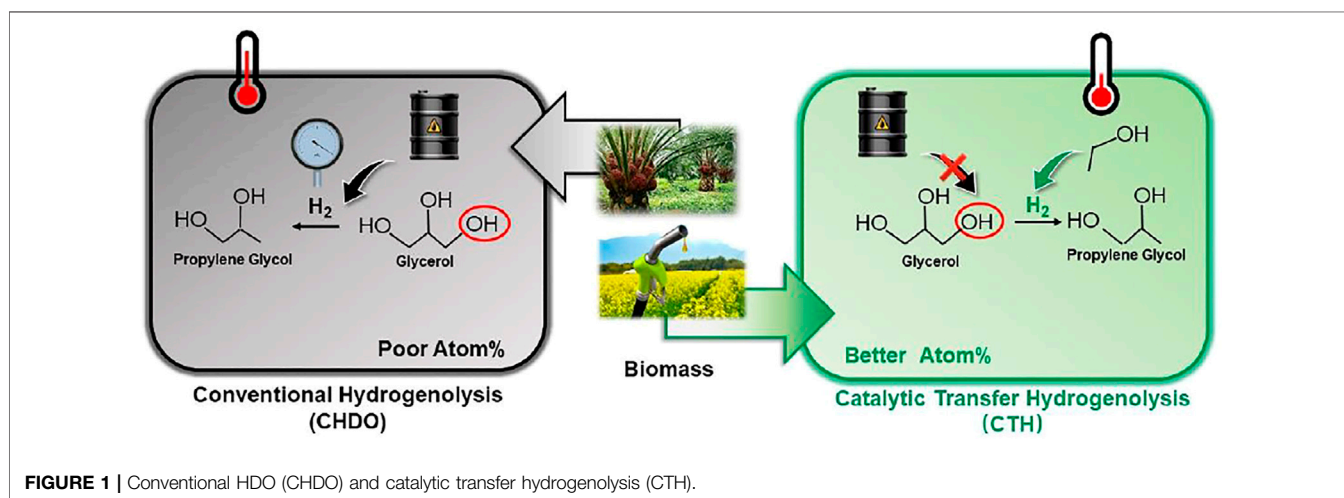 OH
HO
H2
Propylene Glycol
OH
HO
OH
Glycerol
Poor Atom%
Conventional Hydrogenolysis
(CHDO)
Biomass
OH
OH
HO
OH
Glycerol
H2
OH
HO
Propylene Glycol
Better Atom%
Catalytic Transfer Hydrogenolysis
(CTH)
FIGURE 1 | Conventional HDO (CHDO) and catalytic transfer hydrogenolysis (CTH).